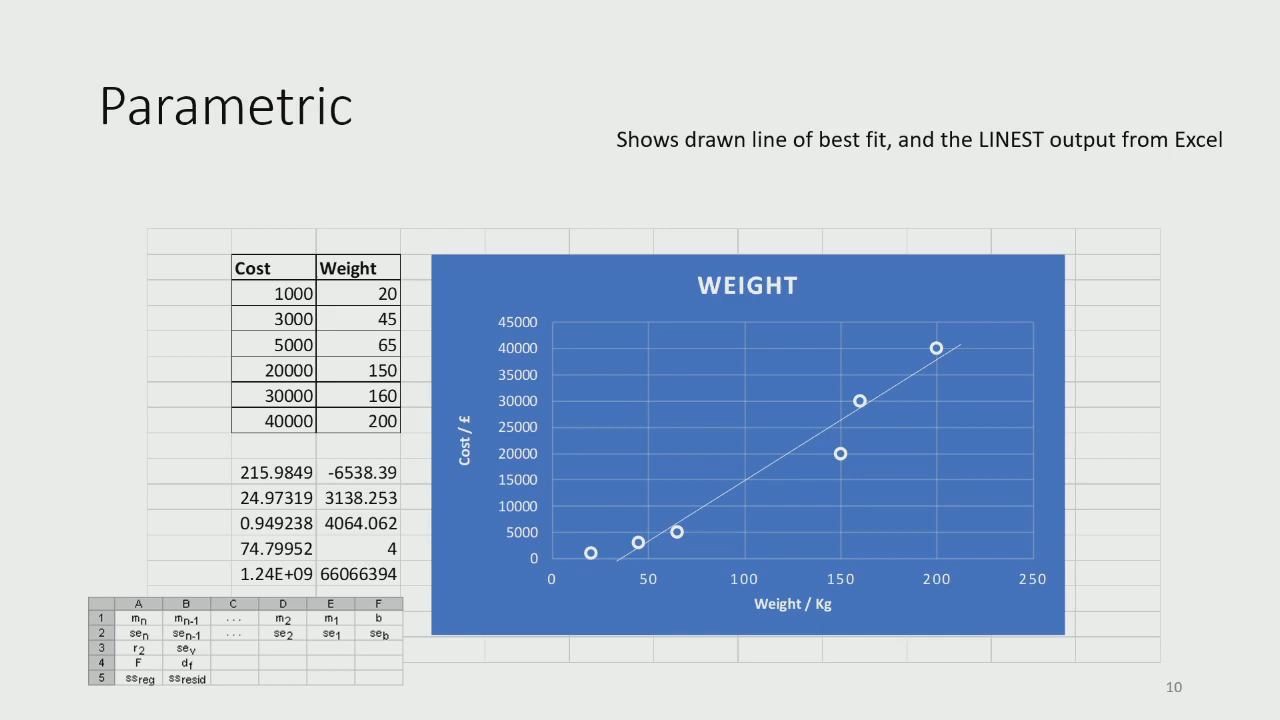 Parametric
Shows drawn line of best fit, and the LINEST output from Excel
Cost Weight
1000 20
3000 45
5000 65
20000 150
30000 160
40000 200
215.9849 -6538.39
24.97319 3138.253
0.949238 4064.062
74.79952 4
1.24E+09 66066394
A B C D E F
1 mn mn-1 ... m2 m1 b
2 sen sen-1 ... se2 se1 seb
3 r2 sev
4 F df
5 ssreg ssresid
WEIGHT
45000
40000
35000
30000
25000
20000
15000
10000
5000
0
Cost / £
0 50 100 150 200 250
Weight / Kg
10